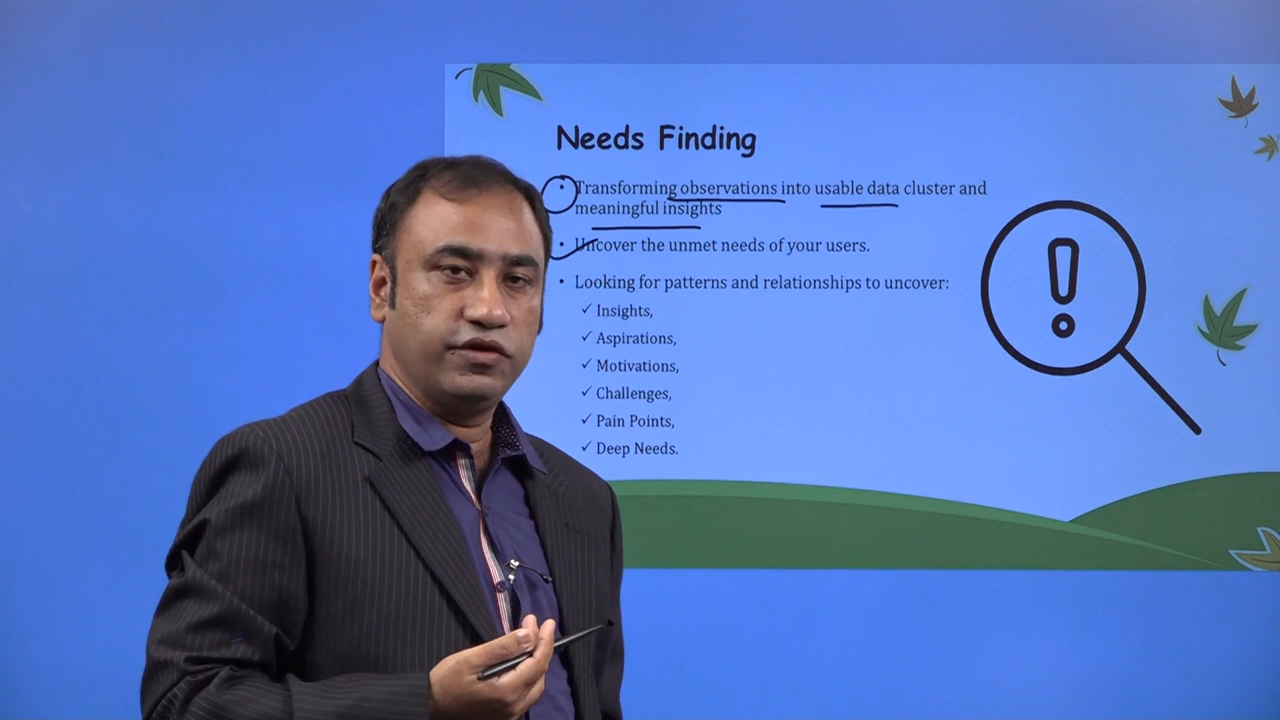 Needs Finding
• Transforming observations into usable data cluster and
meaningful insights
• Uncover the unmet needs of your users.
• Looking for patterns and relationships to uncover:
✓ Insights,
✓ Aspirations,
✓ Motivations,
✓ Challenges,
✓ Pain Points,
✓ Deep Needs.